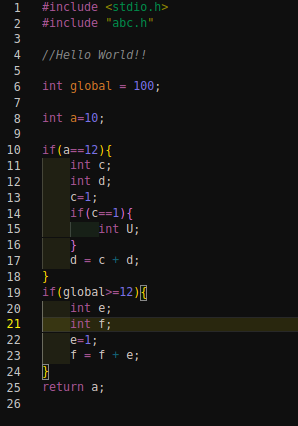 1 #include <stdio.h>
2 #include "abc.h"
3
4 //Hello World!!
5
6 int global = 100;
7
8 int a=10;
9
10 if(a==12){
11     int c;
12     int d;
13     c=1;
14     if(c==1){
15         int U;
16     }
17     d = c + d;
18 }
19 if(global>=12){
20     int e;
21     int f;
22     e=1;
23     f = f + e;
24 }
25 return a;
26